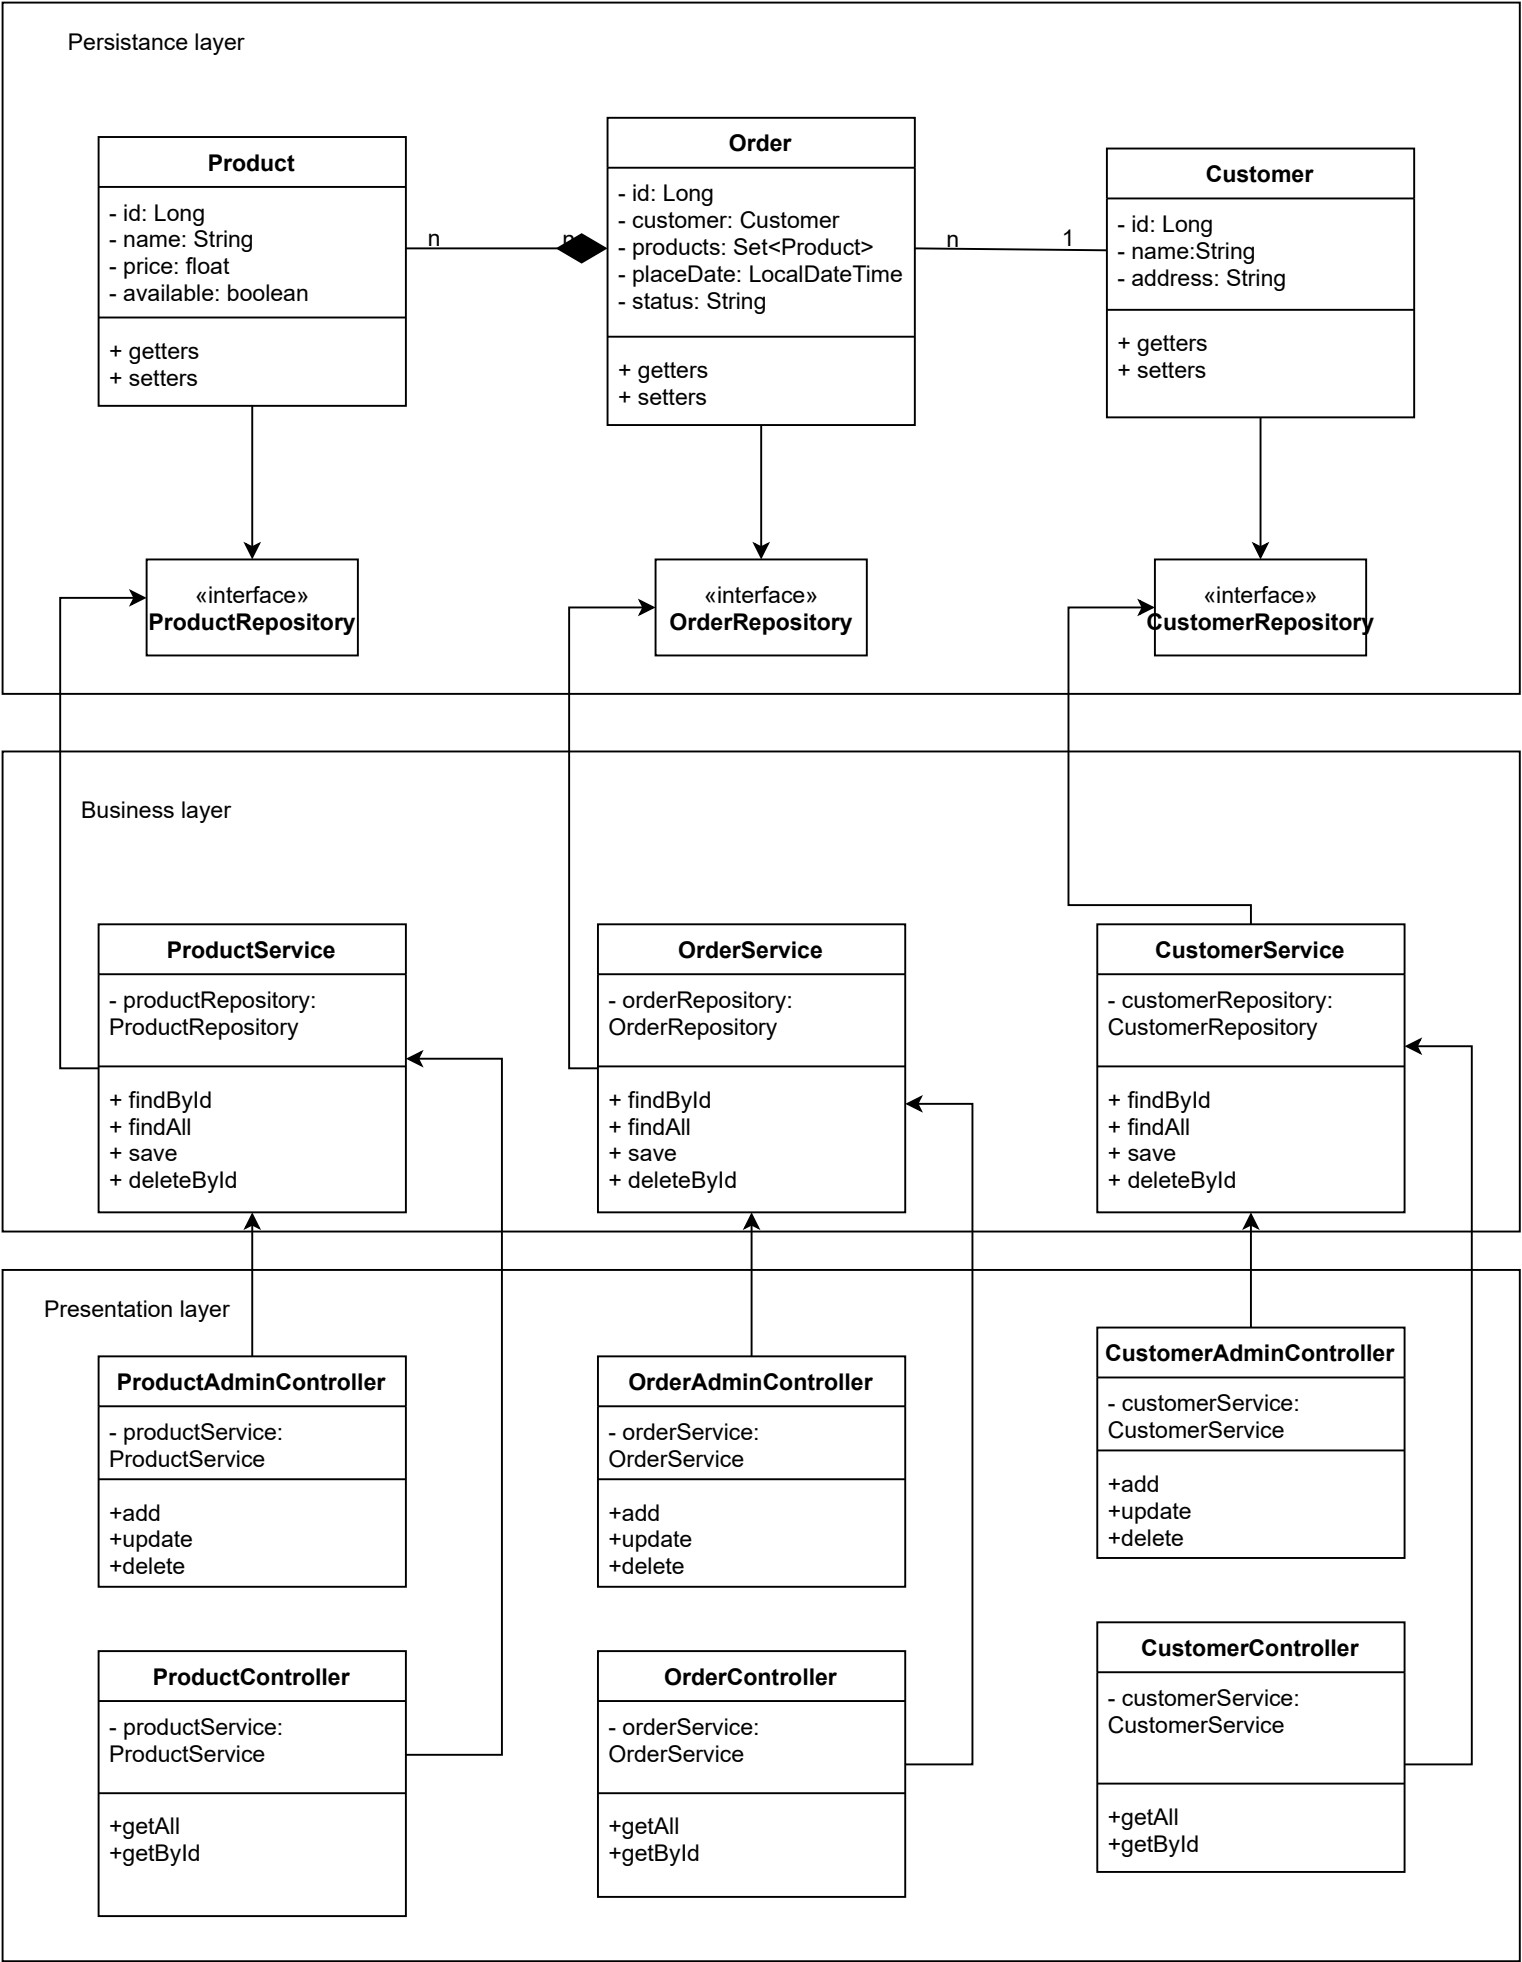 Persistance layer
Product
- id: Long
- name: String
- price: float
- available: boolean
+ getters
+ setters
n
n
Order
- id: Long
- customer: Customer
- products: Set<Product>
- placeDate: LocalDateTime
- status: String
+ getters
+ setters
n
1
Customer
- id: Long
- name:String
- address: String
+ getters
+ setters
«interface»
ProductRepository
«interface»
OrderRepository
«interface»
CustomerRepository
Business layer
ProductService
- productRepository:
ProductRepository
+ findById
+ findAll
+ save
+ deleteById
OrderService
- orderRepository:
OrderRepository
+ findById
+ findAll
+ save
+ deleteById
CustomerService
- customerRepository:
CustomerRepository
+ findById
+ findAll
+ save
+ deleteById
Presentation layer
ProductAdminController
- productService:
ProductService
+add
+update
+delete
OrderAdminController
- orderService:
OrderService
+add
+update
+delete
CustomerAdminController
- customerService:
CustomerService
+add
+update
+delete
ProductController
- productService:
ProductService
+getAll
+getById
OrderController
- orderService:
OrderService
+getAll
+getById
CustomerController
- customerService:
CustomerService
+getAll
+getById